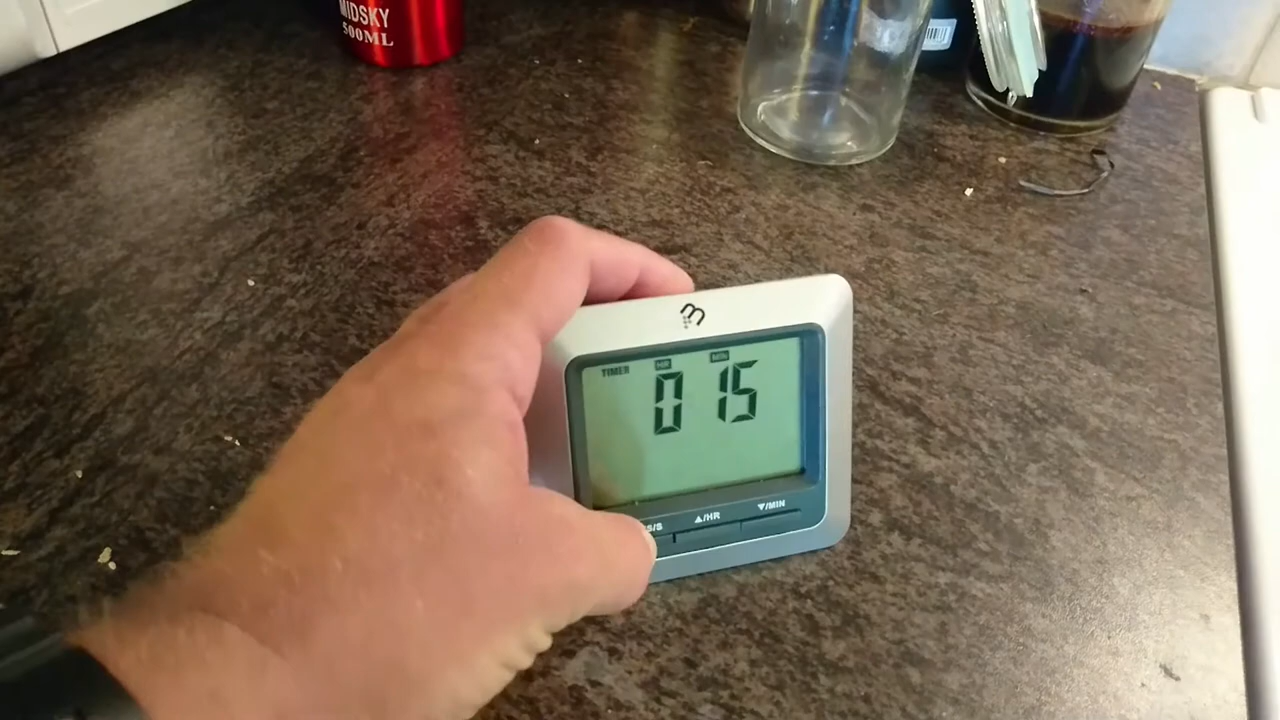 MIDSKY
500ML
TIMER HR MIN
0 15
S/S ▲/HR ▼/MIN